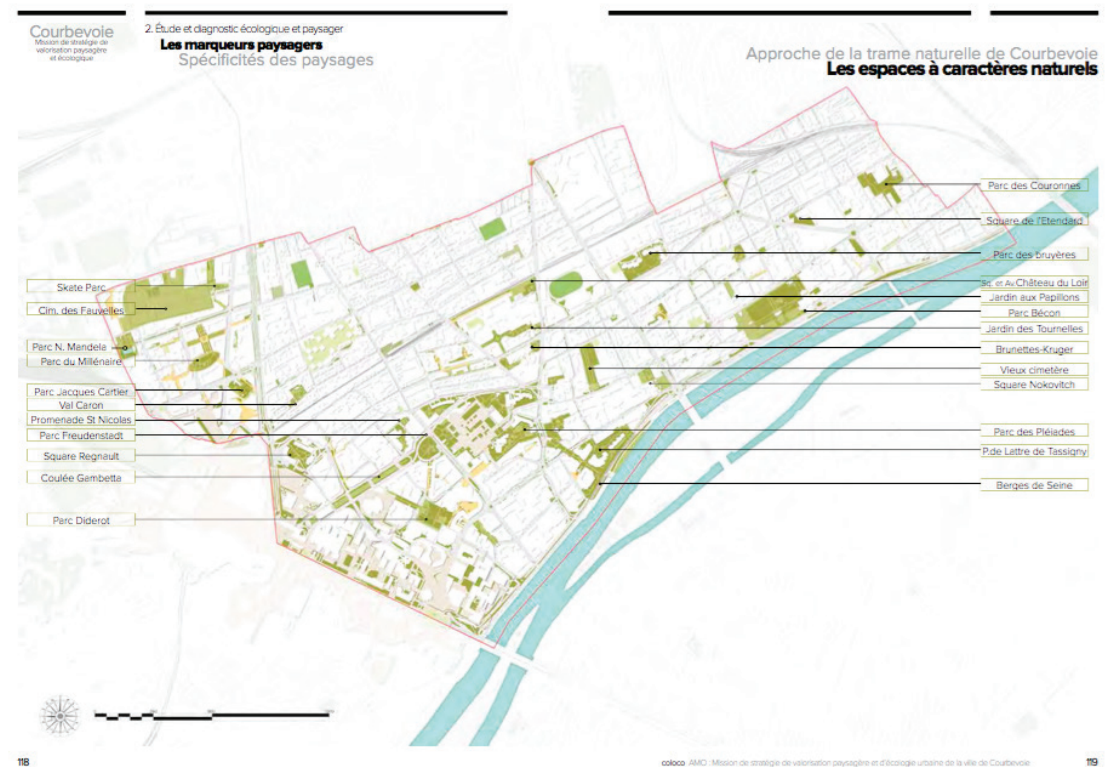 Courbevoie
Mission de stratégie de
valorisation paysagère
et écologique
2. Étude et diagnostic écologique et paysager
Les marqueurs paysagers
Spécificités des paysages
Approche de la trame naturelle de Courbevoie
Les espaces à caractères naturels
Skate Parc
Cim. des Fauvelles
Parc N. Mandela
Parc du Millénaire
Parc Jacques Cartier
Val Caron
Promenade St Nicolas
Parc Freudenstadt
Square Regnault
Coulée Gambetta
Parc Diderot
Parc des Couronnes
Square de l'Etendard
Parc des bruyères
Sq. et Av.Château du Loir
Jardin aux Papillons
Parc Bécon
Jardin des Tournelles
Brunettes-Kruger
Vieux cimetère
Square Nokovitch
Parc des Pléiades
P.de Lattre de Tassigny
Berges de Seine
118
coloco AMO : Mission de stratégie de valorisation paysagère et d'écologie urbaine de la ville de Courbevoie
119